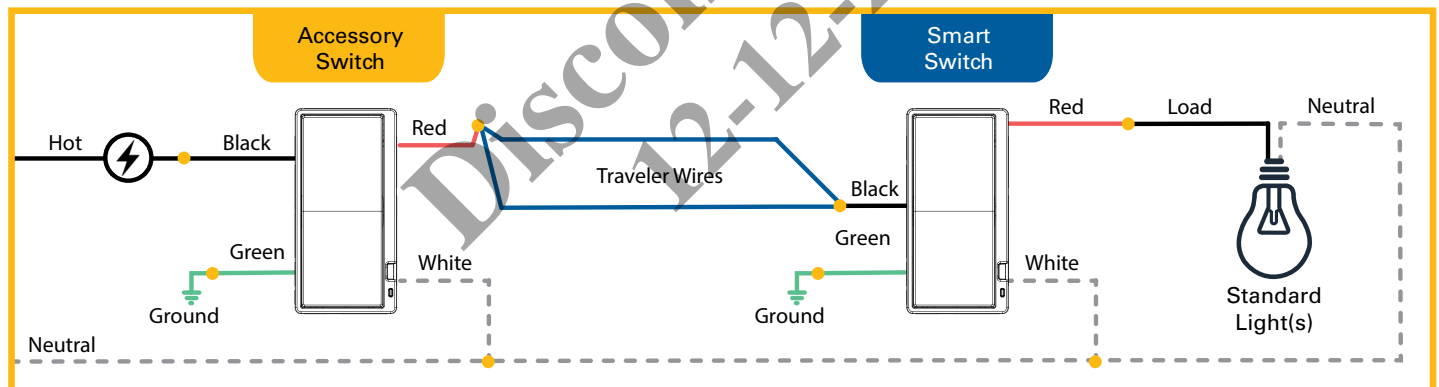 Accessory
Switch
Smart
Switch
Hot
Black
Red
Traveler Wires
Black
Red
Load
Neutral
Green
White
Green
White
Ground
Ground
Standard
Light(s)
Neutral